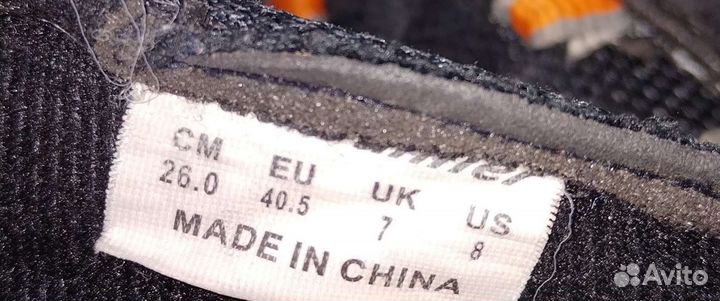 CM EU UK US
26.0 40.5 7 8
MADE IN CHINA
Avito